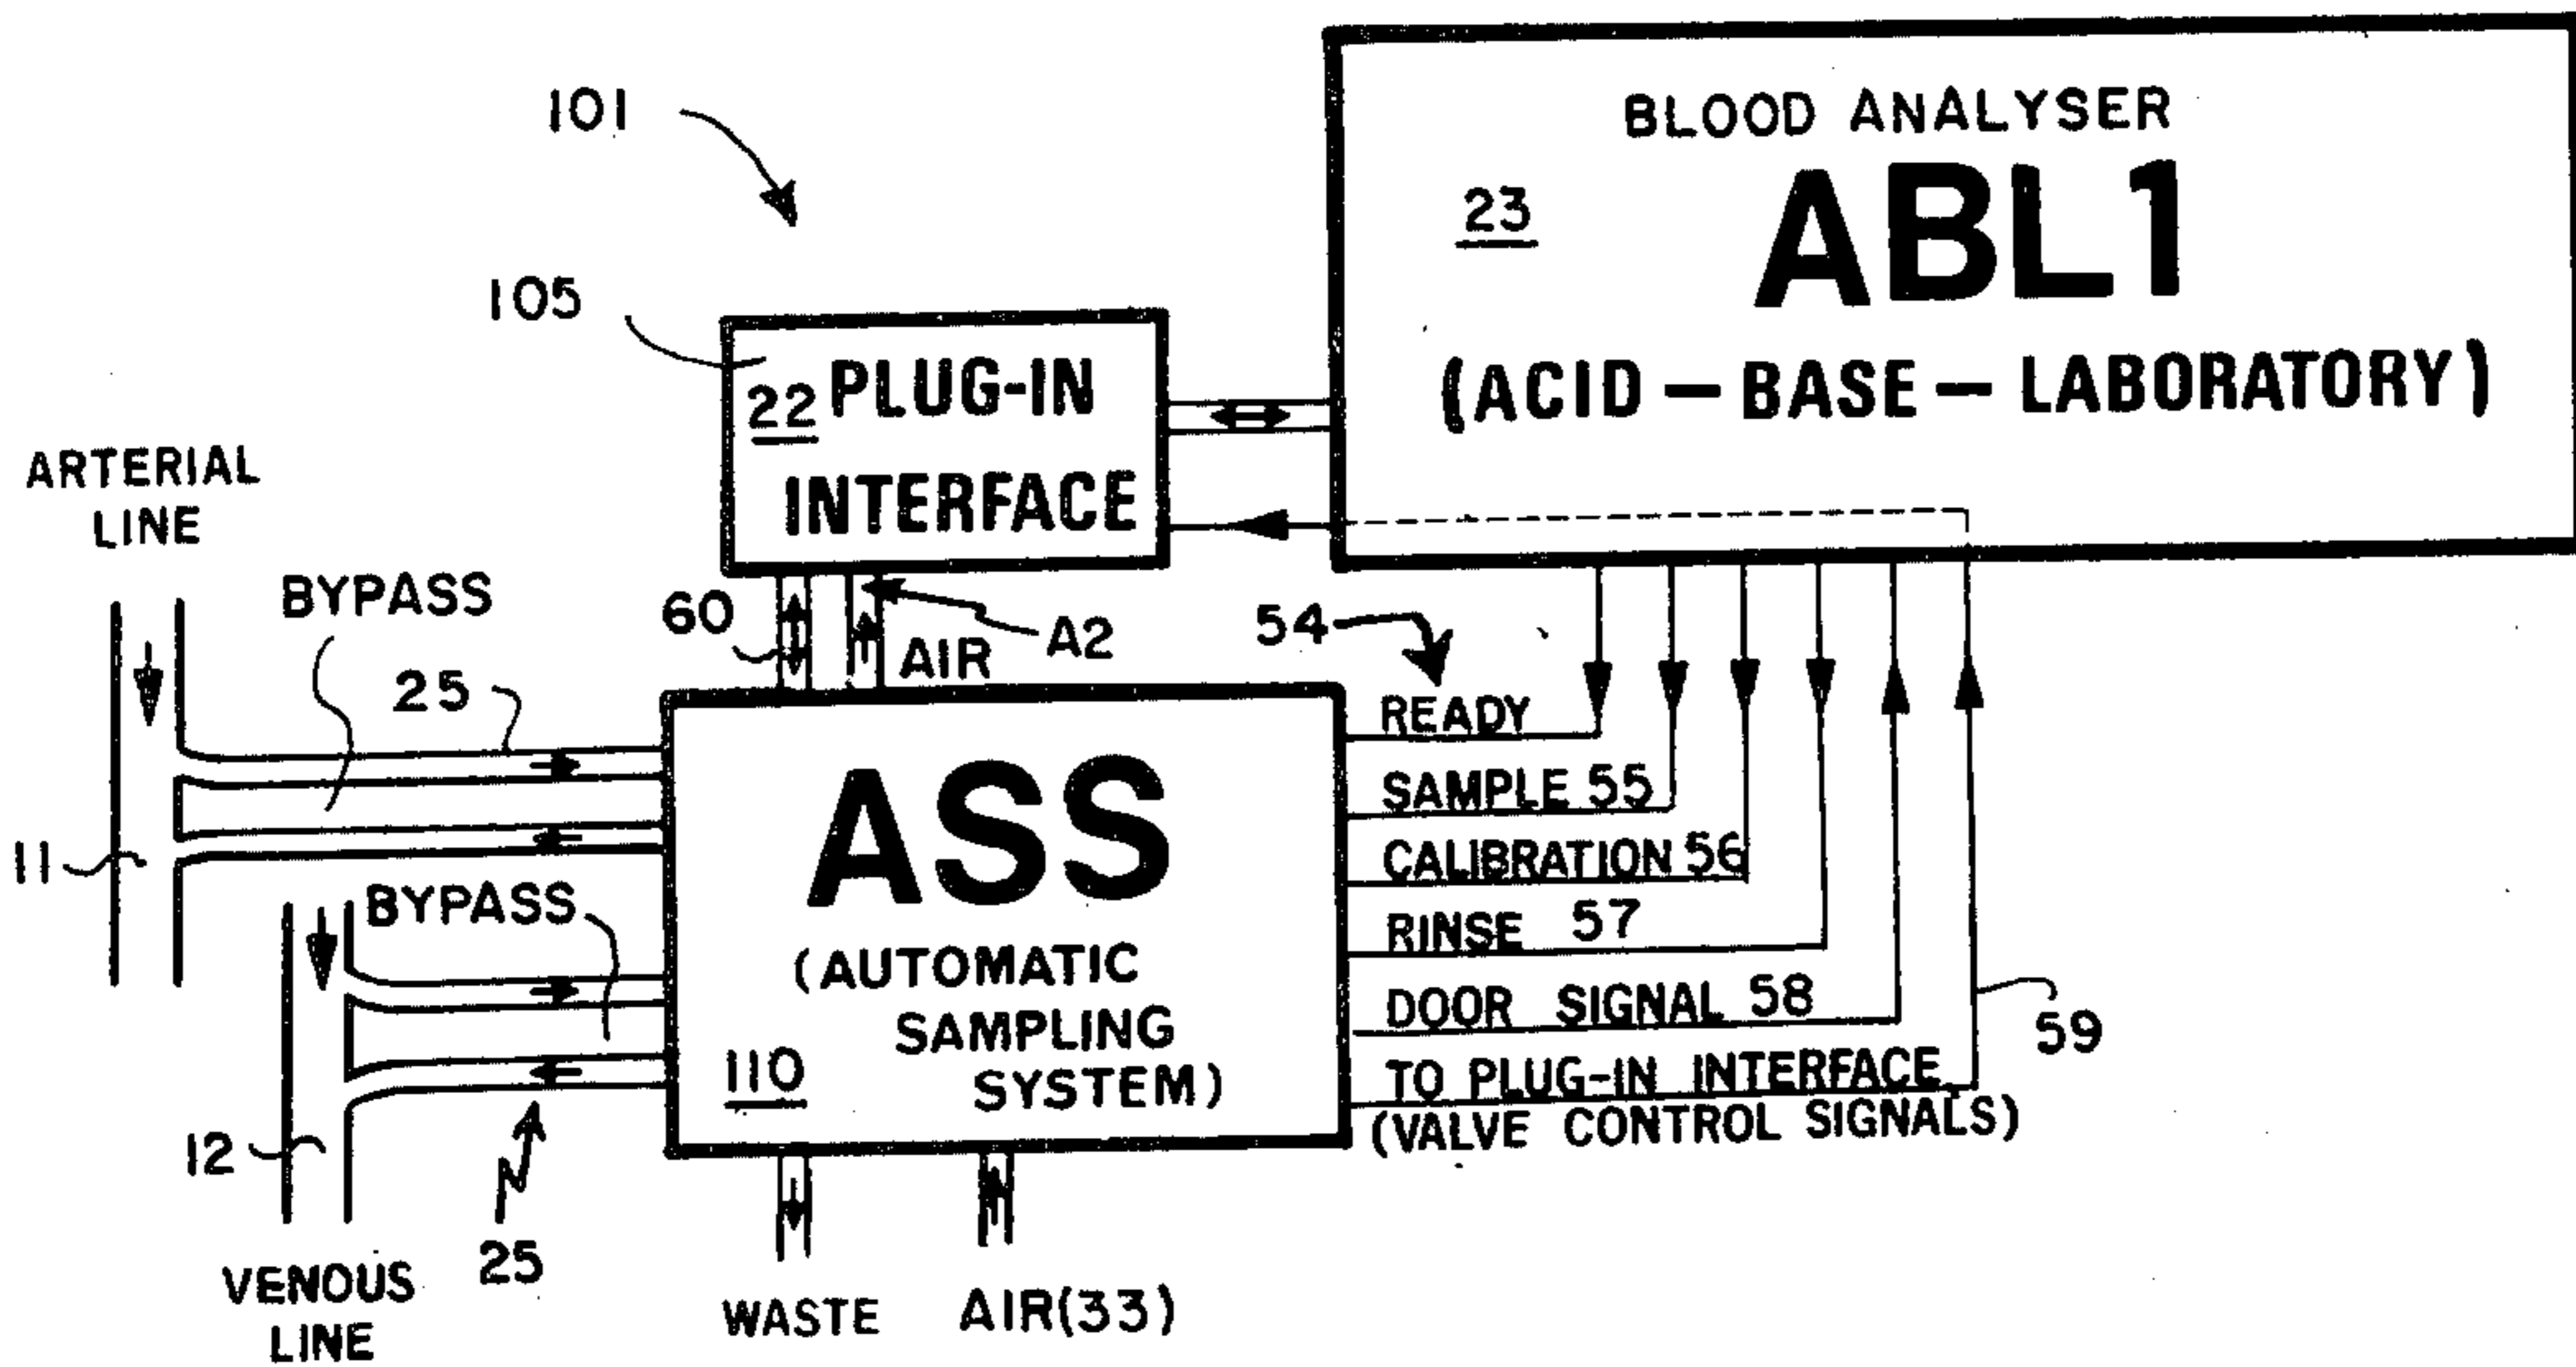 101
BLOOD ANALYSER
23
ABL1
(ACID - BASE - LABORATORY)
105
22 PLUG-IN
INTERFACE
ARTERIAL
LINE
BYPASS
60
A2
AIR
54
25
READY
SAMPLE 55
CALIBRATION 56
RINSE 57
DOOR SIGNAL 58
59
TO PLUG-IN INTERFACE
(VALVE CONTROL SIGNALS)
ASS
(AUTOMATIC
SAMPLING
SYSTEM)
110
11
BYPASS
12
25
VENOUS
LINE
WASTE
AIR(33)